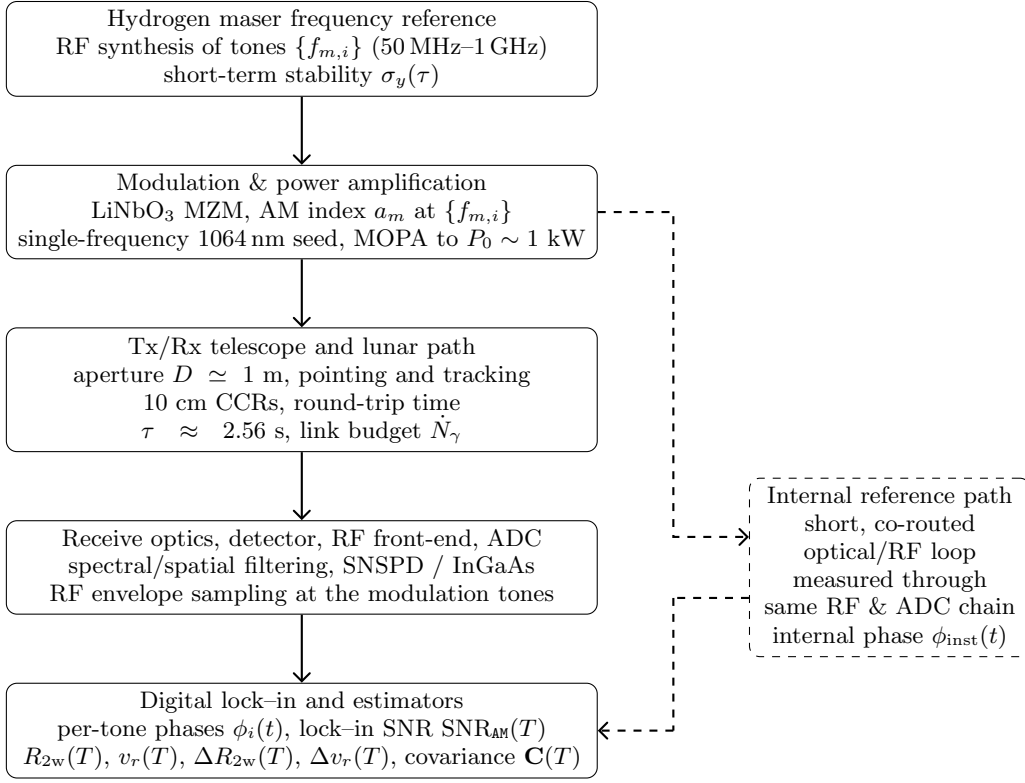 Hydrogen maser frequency reference
RF synthesis of tones {f_{m,i}} (50 MHz–1 GHz)
short-term stability σ_y(τ)
Modulation & power amplification
LiNbO₃ MZM, AM index a_m at {f_{m,i}}
single-frequency 1064 nm seed, MOPA to P₀ ∼ 1 kW
Tx/Rx telescope and lunar path
aperture D ≃ 1 m, pointing and tracking
10 cm CCRs, round-trip time
τ ≈ 2.56 s, link budget Ṅ_γ
Receive optics, detector, RF front-end, ADC
spectral/spatial filtering, SNSPD / InGaAs
RF envelope sampling at the modulation tones
Internal reference path
short, co-routed
optical/RF loop
measured through
same RF & ADC chain
internal phase ϕ_inst(t)
Digital lock–in and estimators
per-tone phases ϕ_i(t), lock–in SNR SNR_AM(T)
R_2w(T), v_r(T), ΔR_2w(T), Δv_r(T), covariance C(T)